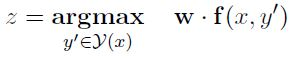 z = argmax w · f(x, y′)
y′∈𝒴(x)